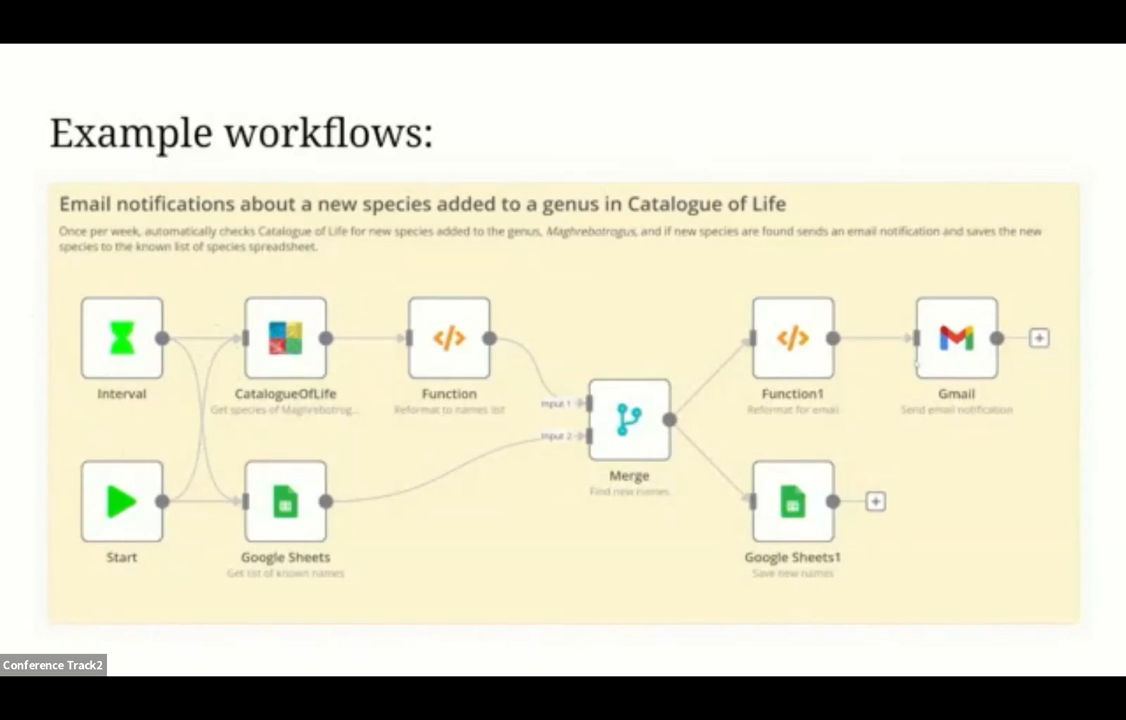 Example workflows:
Email notifications about a new species added to a genus in Catalogue of Life
Once per week, automatically checks Catalogue of Life for new species added to the genus, Maghrebotrogus, and if new species are found sends an email notification and saves the new
species to the known list of species spreadsheet.
Interval
CatalogueOfLife
Get species of Maghrebotrog...
Function
Reformat to names list
Input 1
Input 2
Merge
Find new names
Function1
Reformat for email
Gmail
Send email notification
Start
Google Sheets
Get list of known names
Google Sheets1
Save new names
Conference Track2